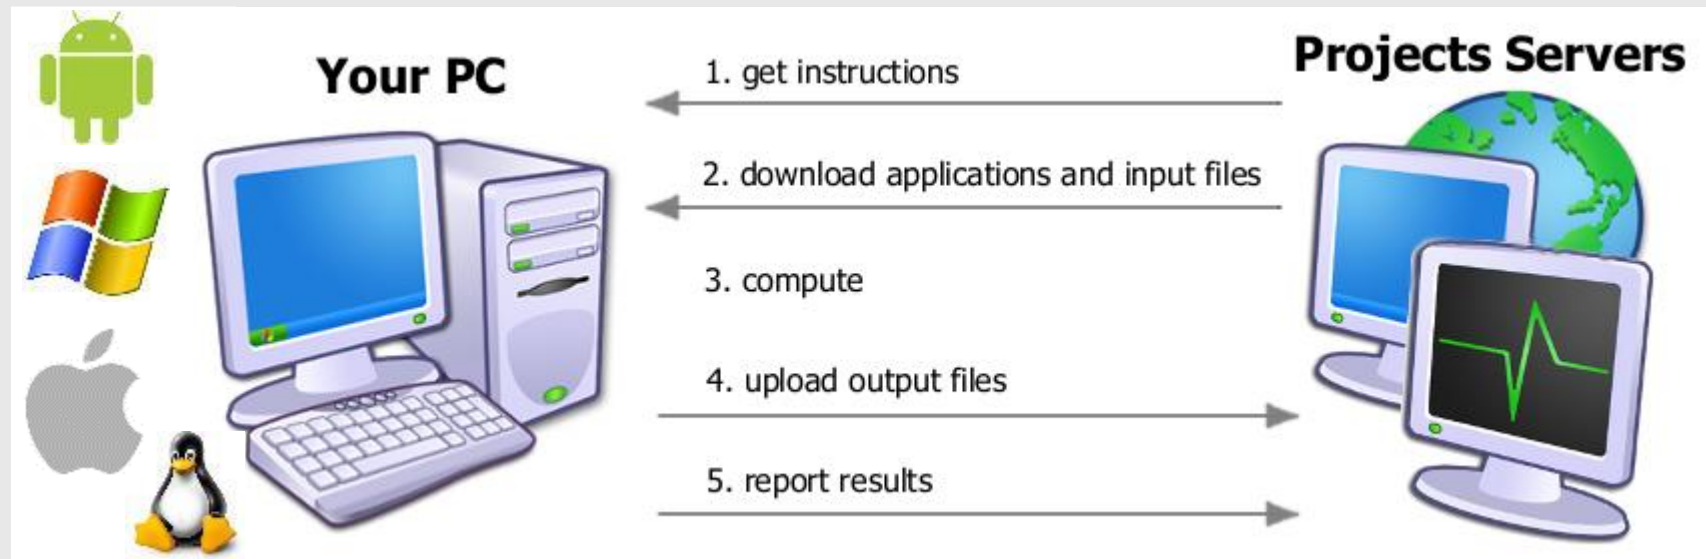 Your PC
Projects Servers
1. get instructions
2. download applications and input files
3. compute
4. upload output files
5. report results